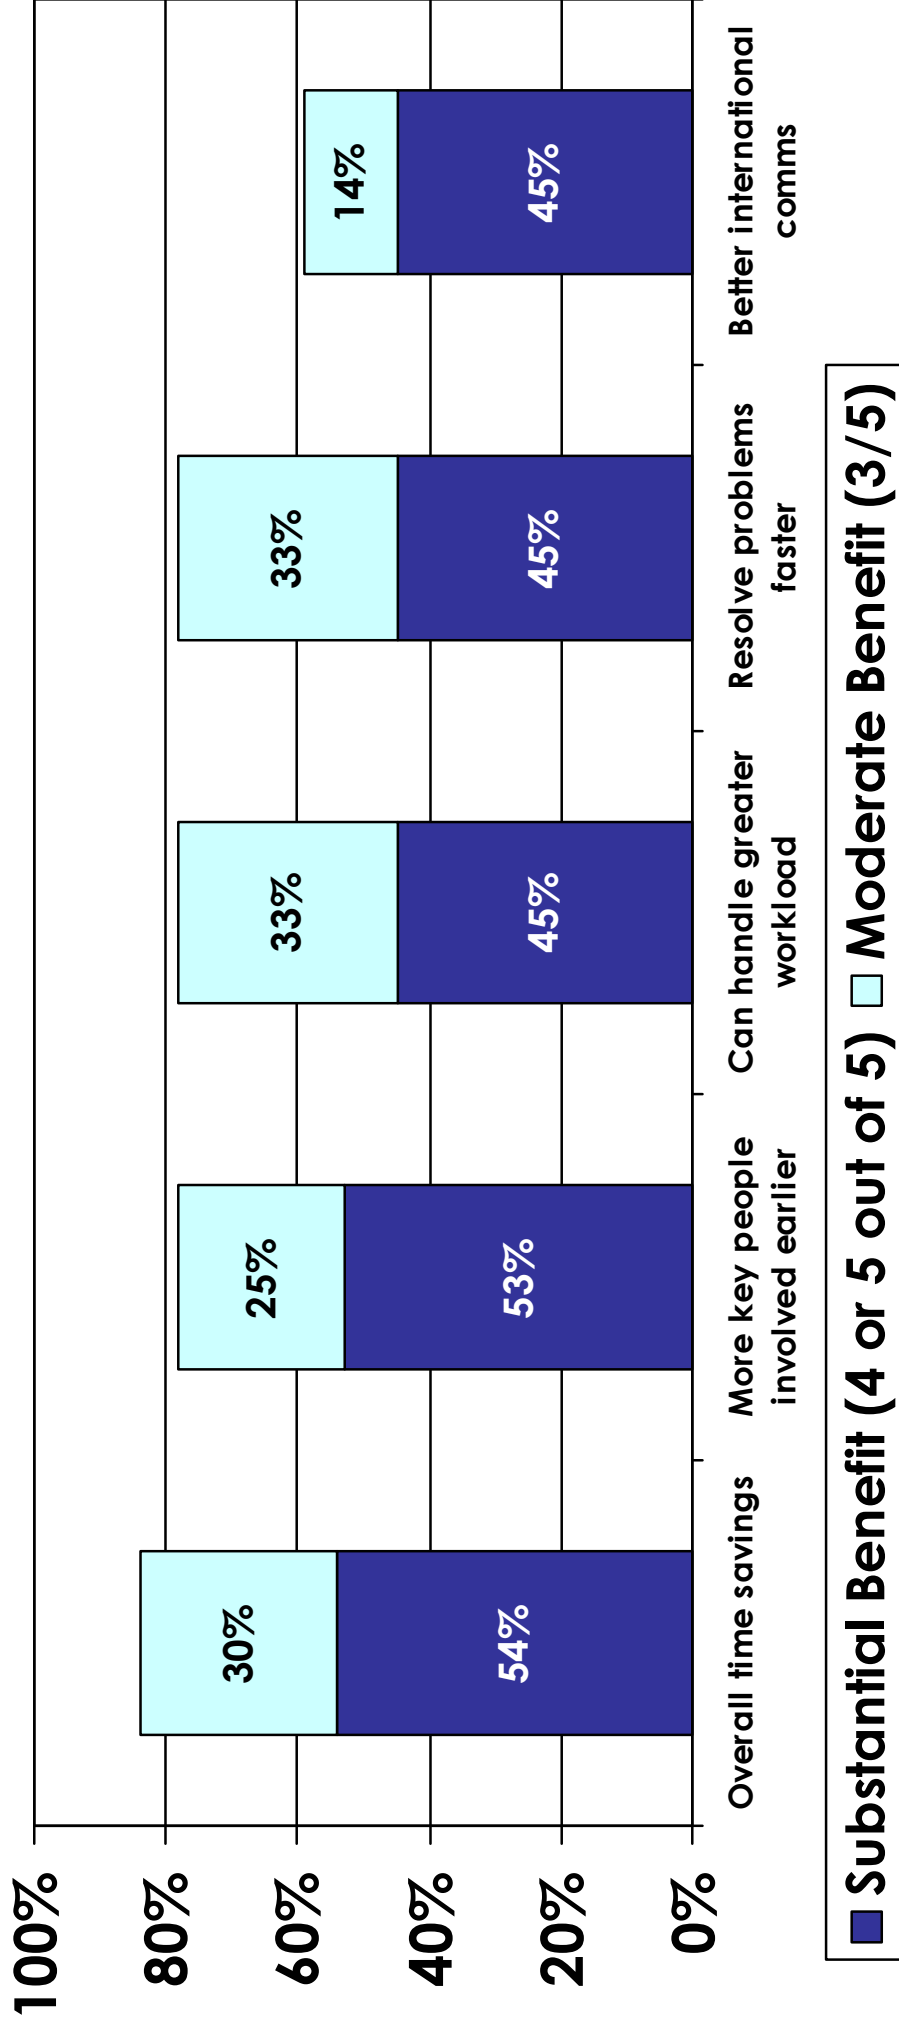 100%
80%
60%
40%
20%
0%
30%
54%
25%
53%
33%
45%
33%
45%
14%
45%
Overall time savings
More key people
involved earlier
Can handle greater
workload
Resolve problems
faster
Better international
comms
Substantial Benefit (4 or 5 out of 5) Moderate Benefit (3/5)